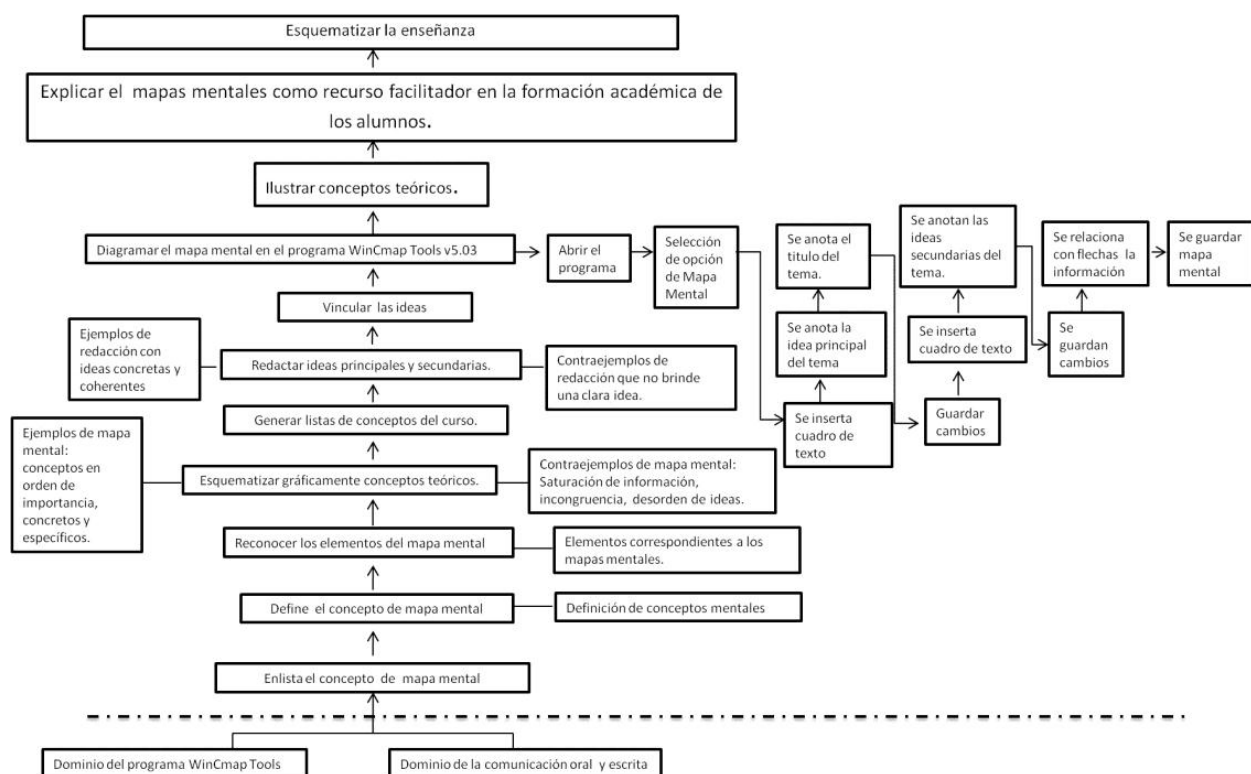 Esquematizar la enseñanza
Explicar el mapas mentales como recurso facilitador en la formación académica de
los alumnos.
Ilustrar conceptos teóricos.
Diagramar el mapa mental en el programa WinCmap Tools v5.03
Abrir el
programa
Selección
de opción
de Mapa
Mental
Se anota el
titulo del
tema.
Se anotan las
ideas
secundarias del
tema.
Se relaciona
con flechas la
información
Se guardar
mapa
mental
Vincular las ideas
Se anota la
idea principal
del tema
Se inserta
cuadro de texto
Se
guardan
cambios
Ejemplos de
redacción con
ideas concretas y
coherentes
Redactar ideas principales y secundarias.
Contraejemplos de
redacción que no brinde
una clara idea.
Se inserta
cuadro de
texto
Guardar
cambios
Generar listas de conceptos del curso.
Ejemplos de mapa
mental:
conceptos en
orden de
importancia,
concretos y
específicos.
Esquematizar gráficamente conceptos teóricos.
Contraejemplos de mapa mental:
Saturación de información,
incongruencia, desorden de ideas.
Reconocer los elementos del mapa mental
Elementos correspondientes a los
mapas mentales.
Define el concepto de mapa mental
Definición de conceptos mentales
Enlista el concepto de mapa mental
Dominio del programa WinCmap Tools
Dominio de la comunicación oral y escrita